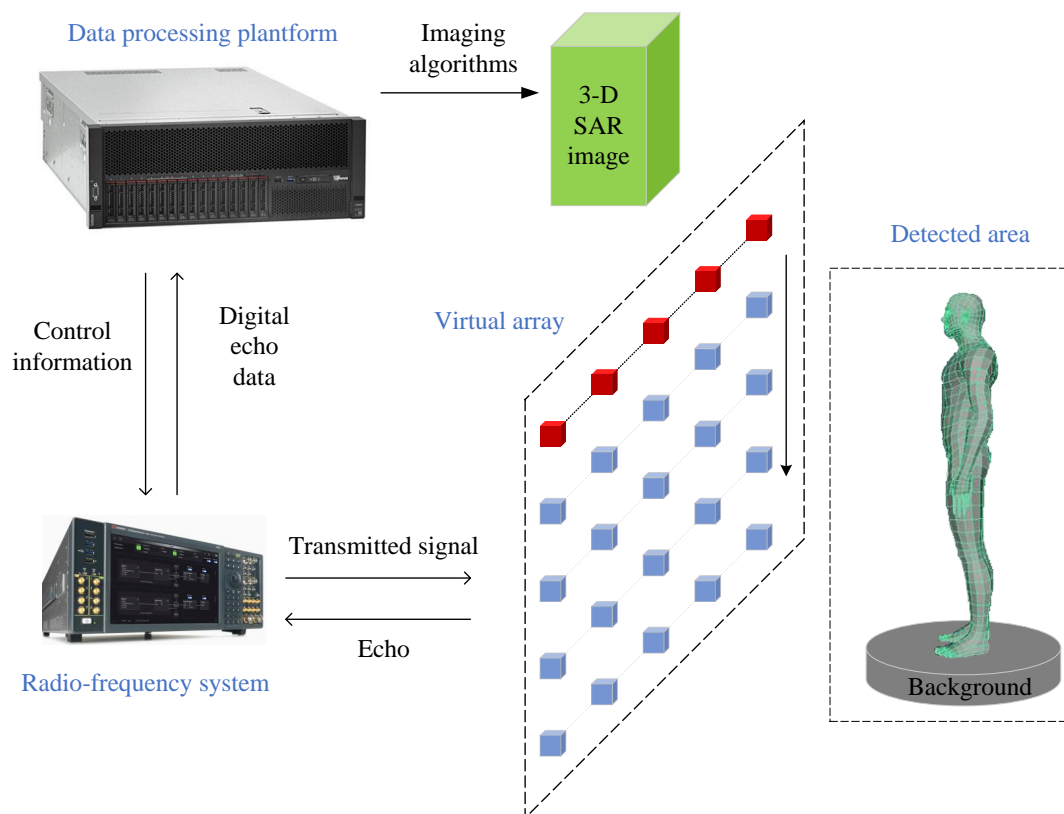 Data processing plantform
Imaging
algorithms
3-D
SAR
image
Detected area
Virtual array
Control
information
Digital
echo
data
Transmitted signal
Echo
Radio-frequency system
Background